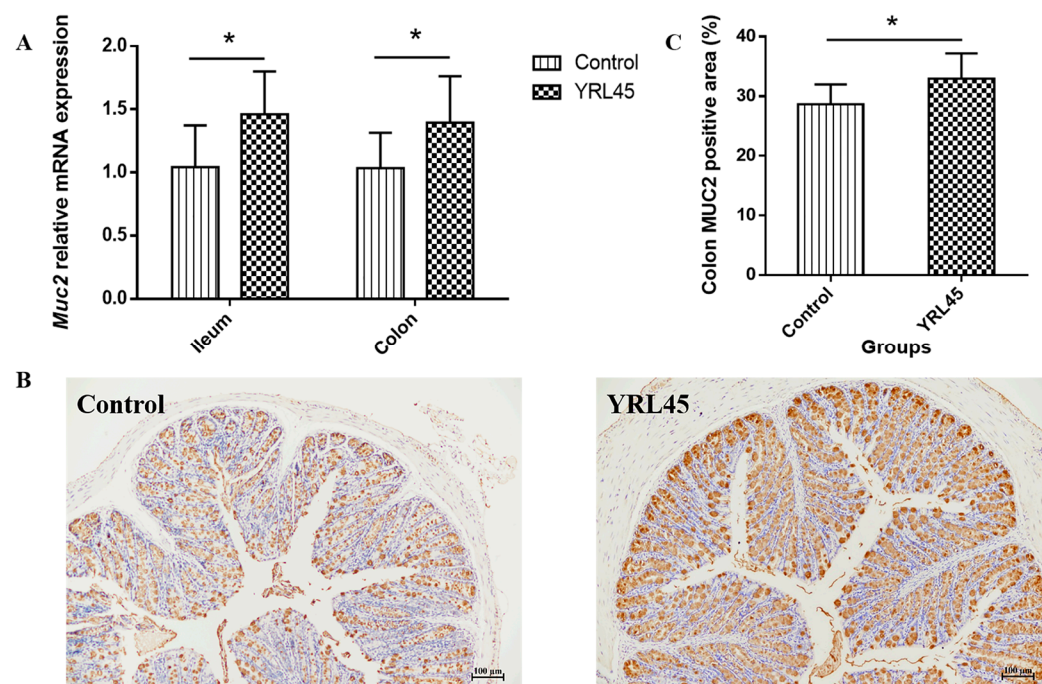 A
Muc2 relative mRNA expression
2.0
1.5
1.0
0.5
0.0
*
*
Ileum
Colon
Control
YRL45
C
Colon MUC2 positive area (%)
40
30
20
10
0
*
Control
YRL45
Groups
B
Control
100 μm
YRL45
100 μm